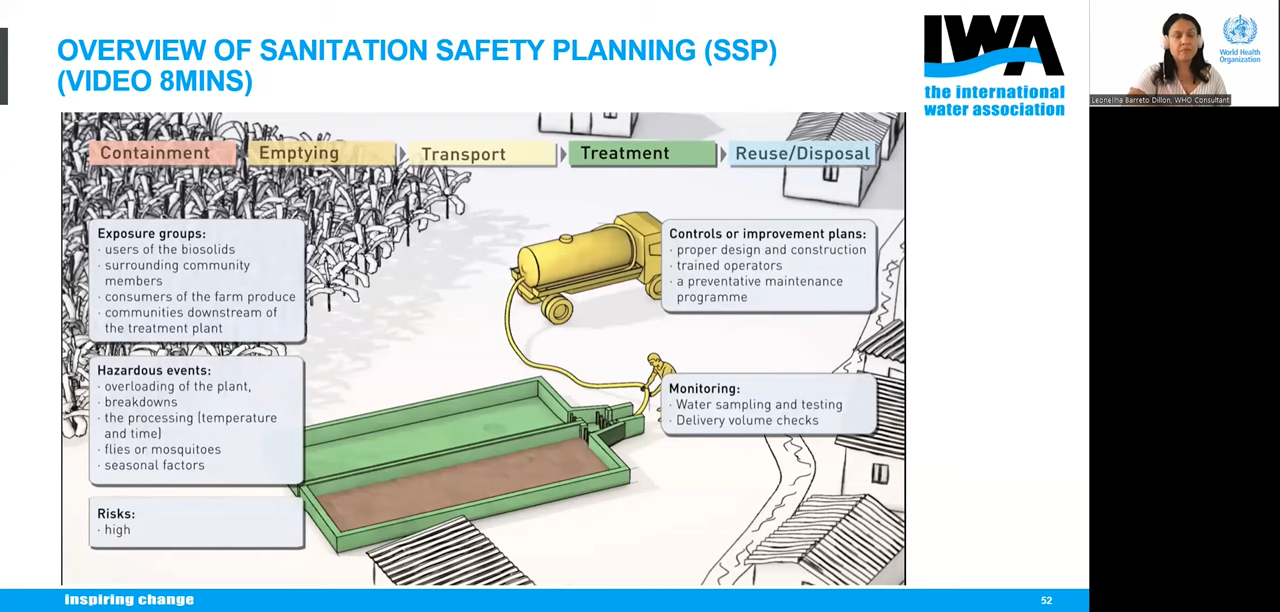 OVERVIEW OF SANITATION SAFETY PLANNING (SSP)
(VIDEO 8MINS)
IWA
the international
water association
World Health
Organization
Leonellha Barreto Dillon, WHO Consultant
Containment
Emptying
Transport
Treatment
Reuse/Disposal
Exposure groups:
· users of the biosolids
· surrounding community
members
· consumers of the farm produce
· communities downstream of
the treatment plant
Hazardous events:
· overloading of the plant,
· breakdowns
· the processing (temperature
and time)
· flies or mosquitoes
· seasonal factors
Risks:
· high
Controls or improvement plans:
· proper design and construction
· trained operators
· a preventative maintenance
programme
Monitoring:
· Water sampling and testing
· Delivery volume checks
inspiring change
52